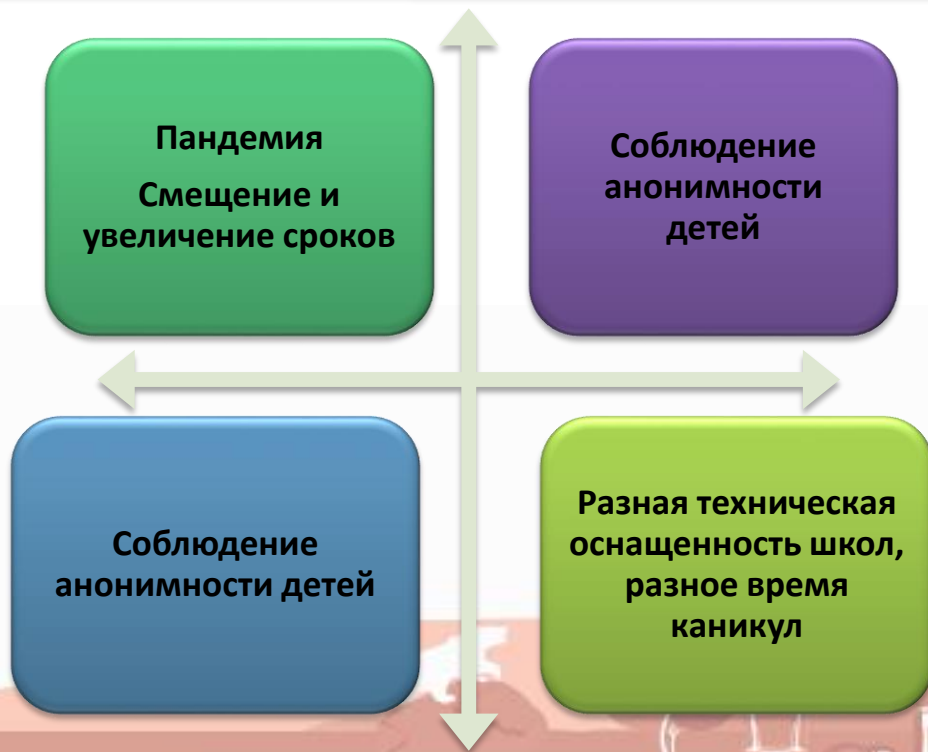 Пандемия
Смещение и
увеличение сроков
Соблюдение
анонимности
детей
Соблюдение
анонимности детей
Разная техническая
оснащенность школ,
разное время
каникул